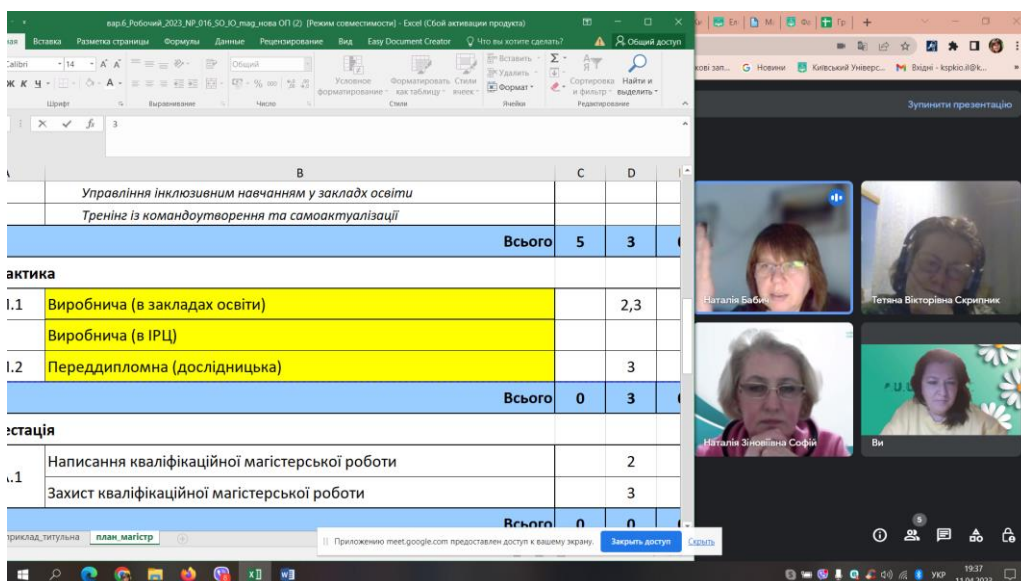 вар.6_Робочий_2023_NP_016_SO_IO_mag_нова ОП (2) [Режим совместимости] - Excel (Сбой активации продукта)
Вставка Разметка страницы Формулы Данные Рецензирование Вид Easy Document Creator Что вы хотите сделать? Общий доступ
Calibri 14
Общий
Условное форматирование
Форматировать как таблицу
Стили ячеек
Вставить
Удалить
Формат
Сортировка и фильтр
Найти и выделить
Шрифт Выравнивание Число Стили Ячейки Редактирование
3
B C D
Управління інклюзивним навчанням у закладх освіти
Тренінг із командоутворення та самоактуалізації
Всього 5 3
актика
.1 Виробнича (в закладах освіти) 2,3
Виробнича (в ІРЦ)
.2 Переддипломна (дослідницька) 3
Всього 0 3
естація
.1 Написання кваліфікаційної магістерської роботи 2
Захист кваліфікаційної магістерської роботи 3
Всього 0 0
приклад_титульна план_магістр
Приложению meet.google.com предоставлен доступ к вашему экрану. Закрыть доступ Скрыть
G Новини Київський Універс... Вхідні - kspkio.if@k...
Зупинити презентацію
Наталія Бабич
Тетяна Вікторівна Скрипник
Наталія Зіновіївна Софій
Ви
5
УКР 19:37
11.04.2023